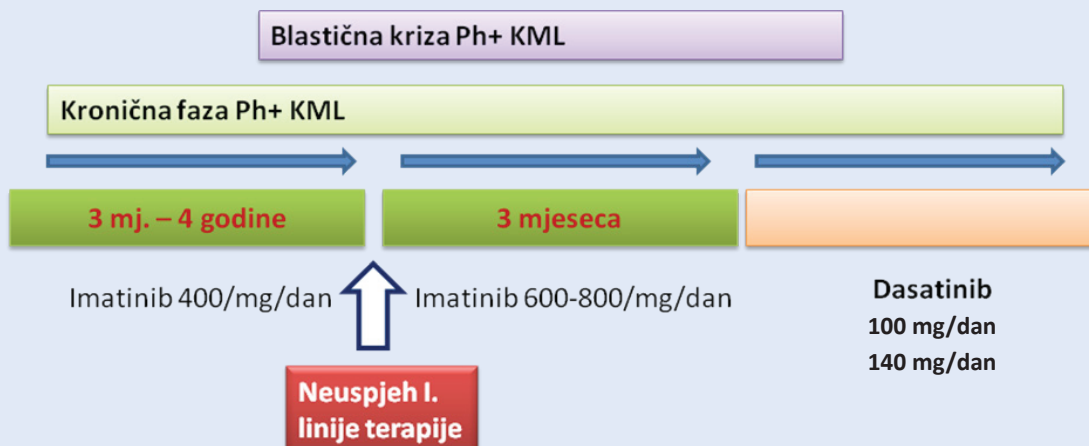 Blastična kriza Ph+ KML
Kronična faza Ph+ KML
3 mj. – 4 godine
3 mjeseca
Imatinib 400/mg/dan
Imatinib 600-800/mg/dan
Dasatinib
100 mg/dan
140 mg/dan
Neuspjeh I.
linije terapije